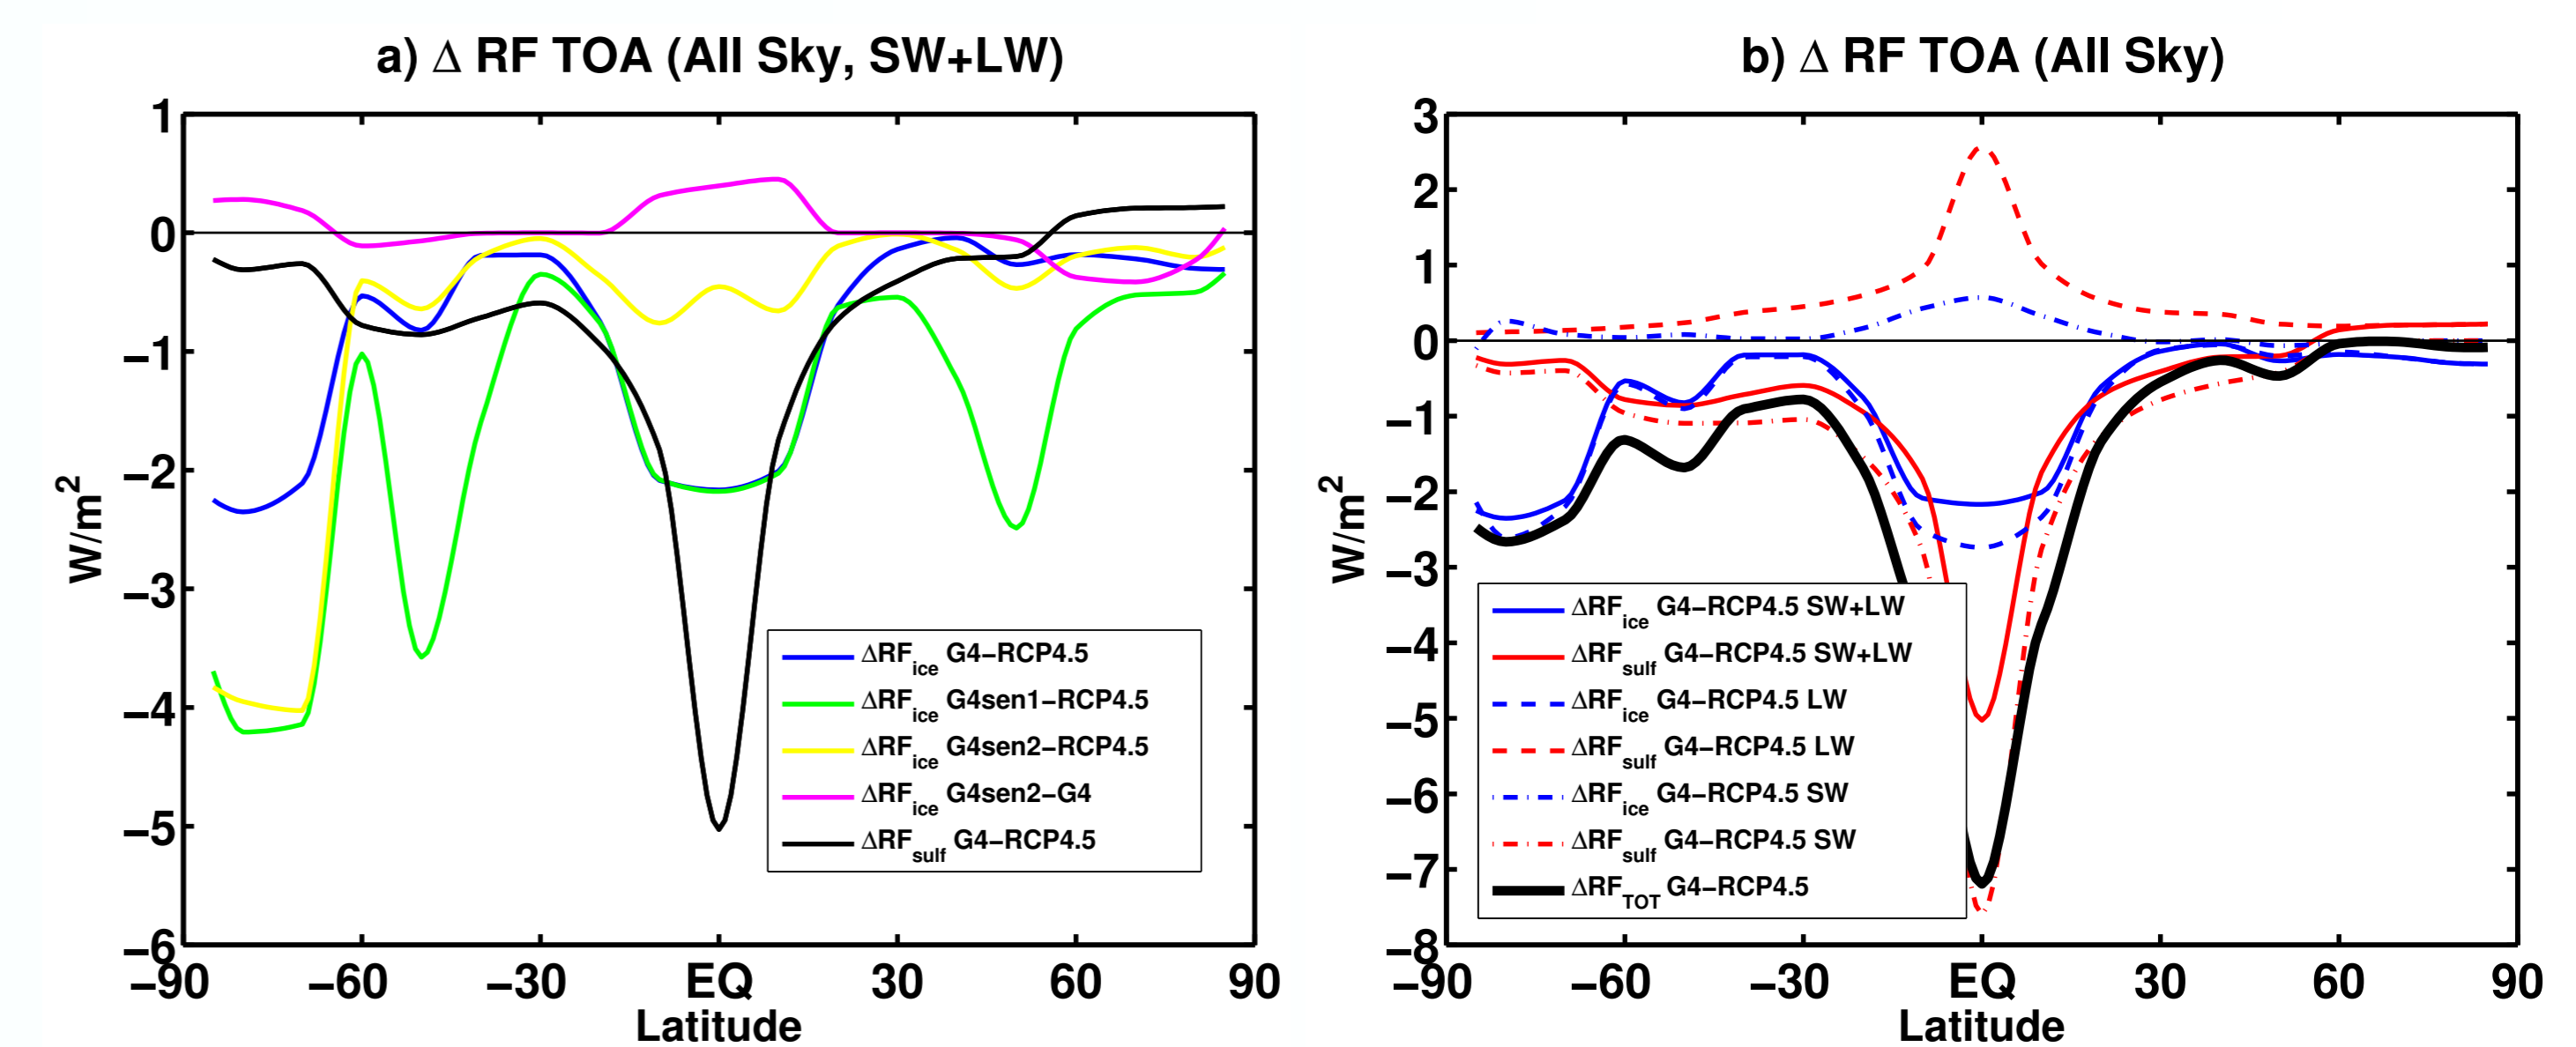 a) Δ RF TOA (All Sky, SW+LW)
1
0
−1
−2
−3
−4
−5
−6
W/m2
−90
−60
−30
EQ
30
60
90
Latitude
ΔRFice G4−RCP4.5
ΔRFice G4sen1−RCP4.5
ΔRFice G4sen2−RCP4.5
ΔRFice G4sen2−G4
ΔRFsulf G4−RCP4.5
b) Δ RF TOA (All Sky)
3
2
1
0
−1
−2
−3
−4
−5
−6
−7
−8
W/m2
−90
−60
−30
EQ
30
60
90
Latitude
ΔRFice G4−RCP4.5 SW+LW
ΔRFsulf G4−RCP4.5 SW+LW
ΔRFice G4−RCP4.5 LW
ΔRFsulf G4−RCP4.5 LW
ΔRFice G4−RCP4.5 SW
ΔRFsulf G4−RCP4.5 SW
ΔRFTOT G4−RCP4.5